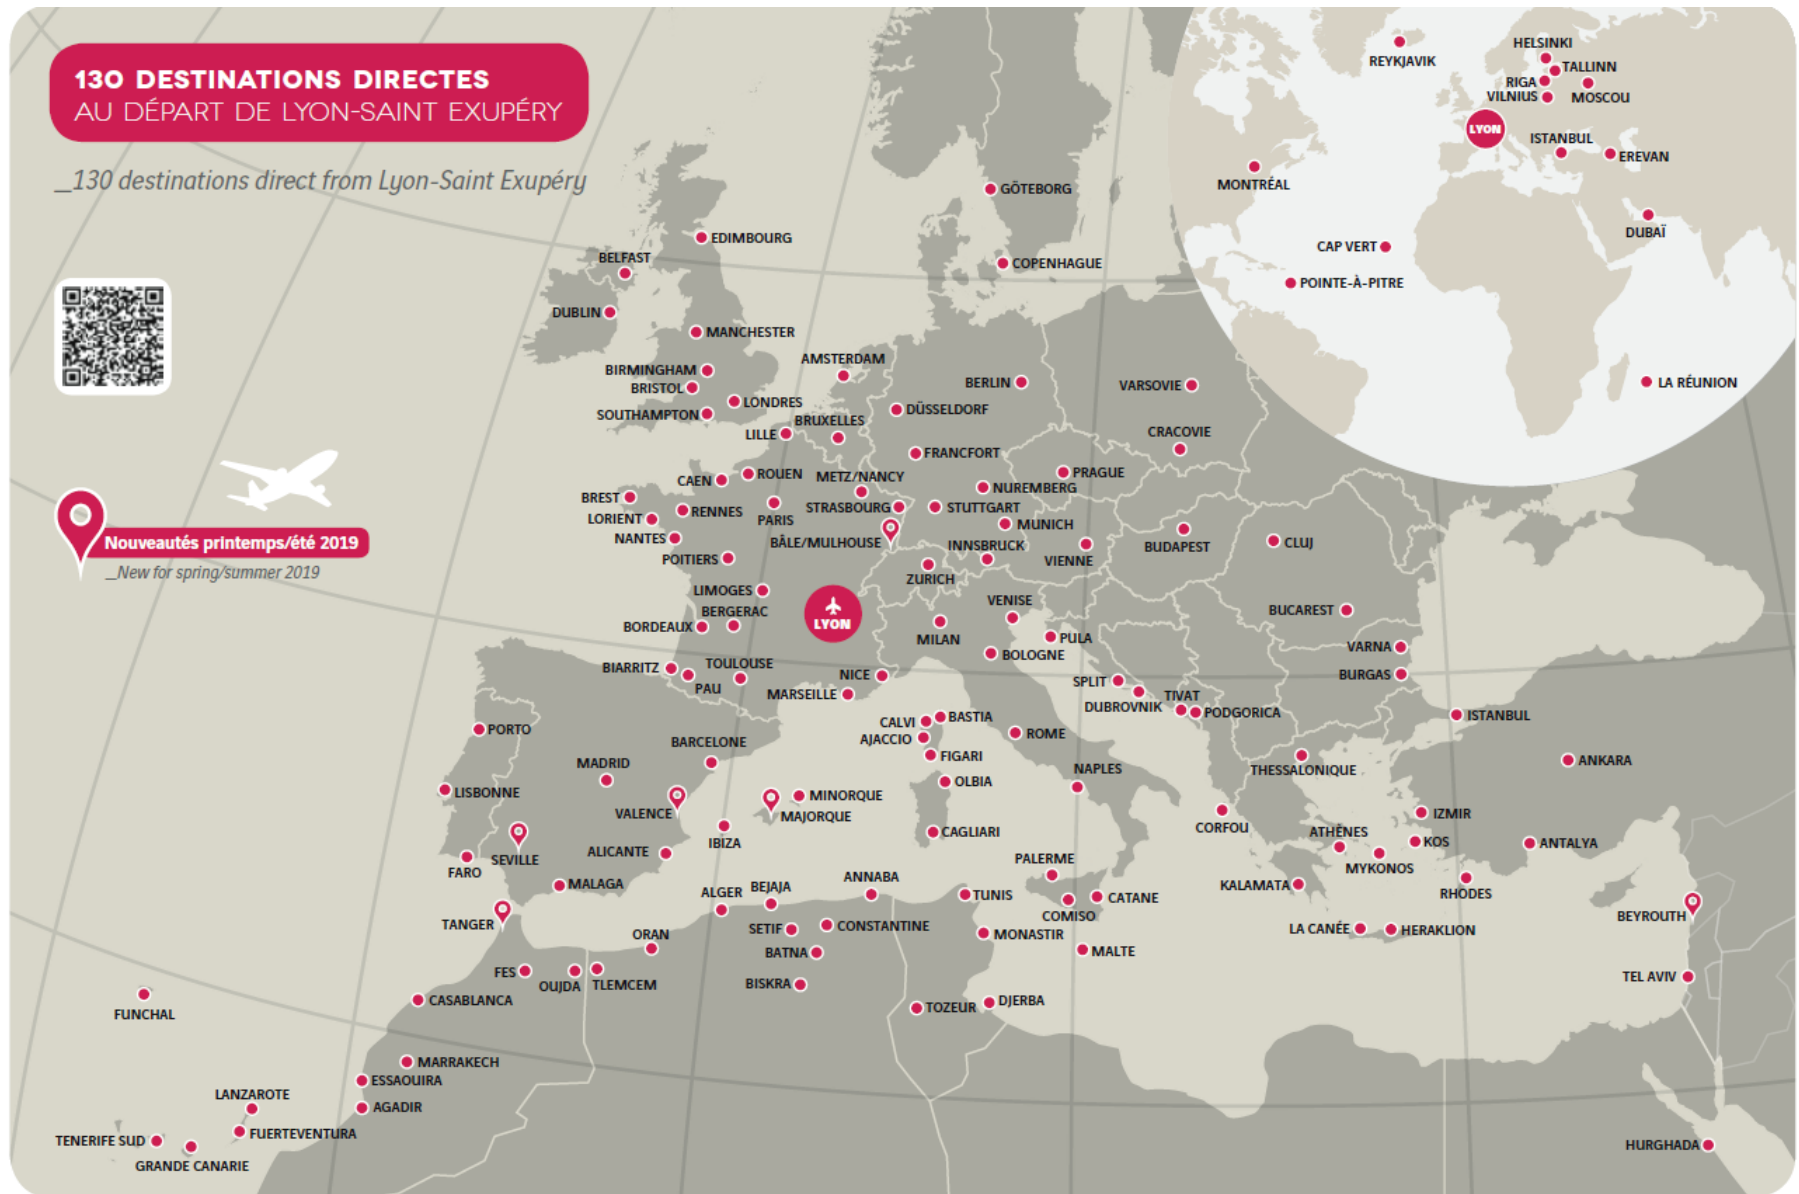 130 DESTINATIONS DIRECTES
AU DÉPART DE LYON-SAINT EXUPÉRY
_130 destinations direct from Lyon-Saint Exupéry
Nouveautés printemps/été 2019
_New for spring/summer 2019
REYKJAVIK
HELSINKI
TALLINN
RIGA
VILNIUS
MOSCOU
LYON
ISTANBUL
EREVAN
MONTRÉAL
DUBAÏ
CAP VERT
POINTE-À-PITRE
LA RÉUNION
GÖTEBORG
EDIMBOURG
BELFAST
COPENHAGUE
DUBLIN
MANCHESTER
AMSTERDAM
BIRMINGHAM
BERLIN
VARSOVIE
BRISTOL
LONDRES
SOUTHAMPTON
DÜSSELDORF
BRUXELLES
LILLE
CRACOVIE
FRANCFORT
ROUEN
METZ/NANCY
PRAGUE
CAEN
NUREMBERG
BREST
RENNES
STRASBOURG
STUTTGART
LORIENT
PARIS
MUNICH
NANTES
BÂLE/MULHOUSE
INNSBRUCK
BUDAPEST
CLUJ
POITIERS
VIENNE
ZURICH
LIMOGES
VENISE
BERGERAC
LYON
BUCAREST
BORDEAUX
MILAN
PULA
VARNA
BOLOGNE
BIARRITZ
TOULOUSE
NICE
BURGAS
PAU
MARSEILLE
SPLIT
TIVAT
DUBROVNIK
PODGORICA
ISTANBUL
BASTIA
CALVI
PORTO
AJACCIO
ROME
BARCELONE
FIGARI
ANKARA
MADRID
NAPLES
THESSALONIQUE
OLBIA
LISBONNE
MINORQUE
VALENCE
MAJORQUE
IZMIR
CORFOU
CAGLIARI
ATHÈNES
IBIZA
KOS
ANTALYA
SEVILLE
ALICANTE
PALERME
MYKONOS
FARO
ANNABA
MALAGA
BEJAJA
KALAMATA
ALGER
TUNIS
CATANE
RHODES
COMISO
BEYROUTH
TANGER
SETIF
CONSTANTINE
ORAN
MONASTIR
LA CANÉE
HERAKLION
BATNA
MALTE
FES
OUJDA
TLEMCEM
BISKRA
TEL AVIV
CASABLANCA
TOZEUR
DJERBA
FUNCHAL
MARRAKECH
ESSAOUIRA
LANZAROTE
AGADIR
FUERTEVENTURA
TENERIFE SUD
HURGHADA
GRANDE CANARIE